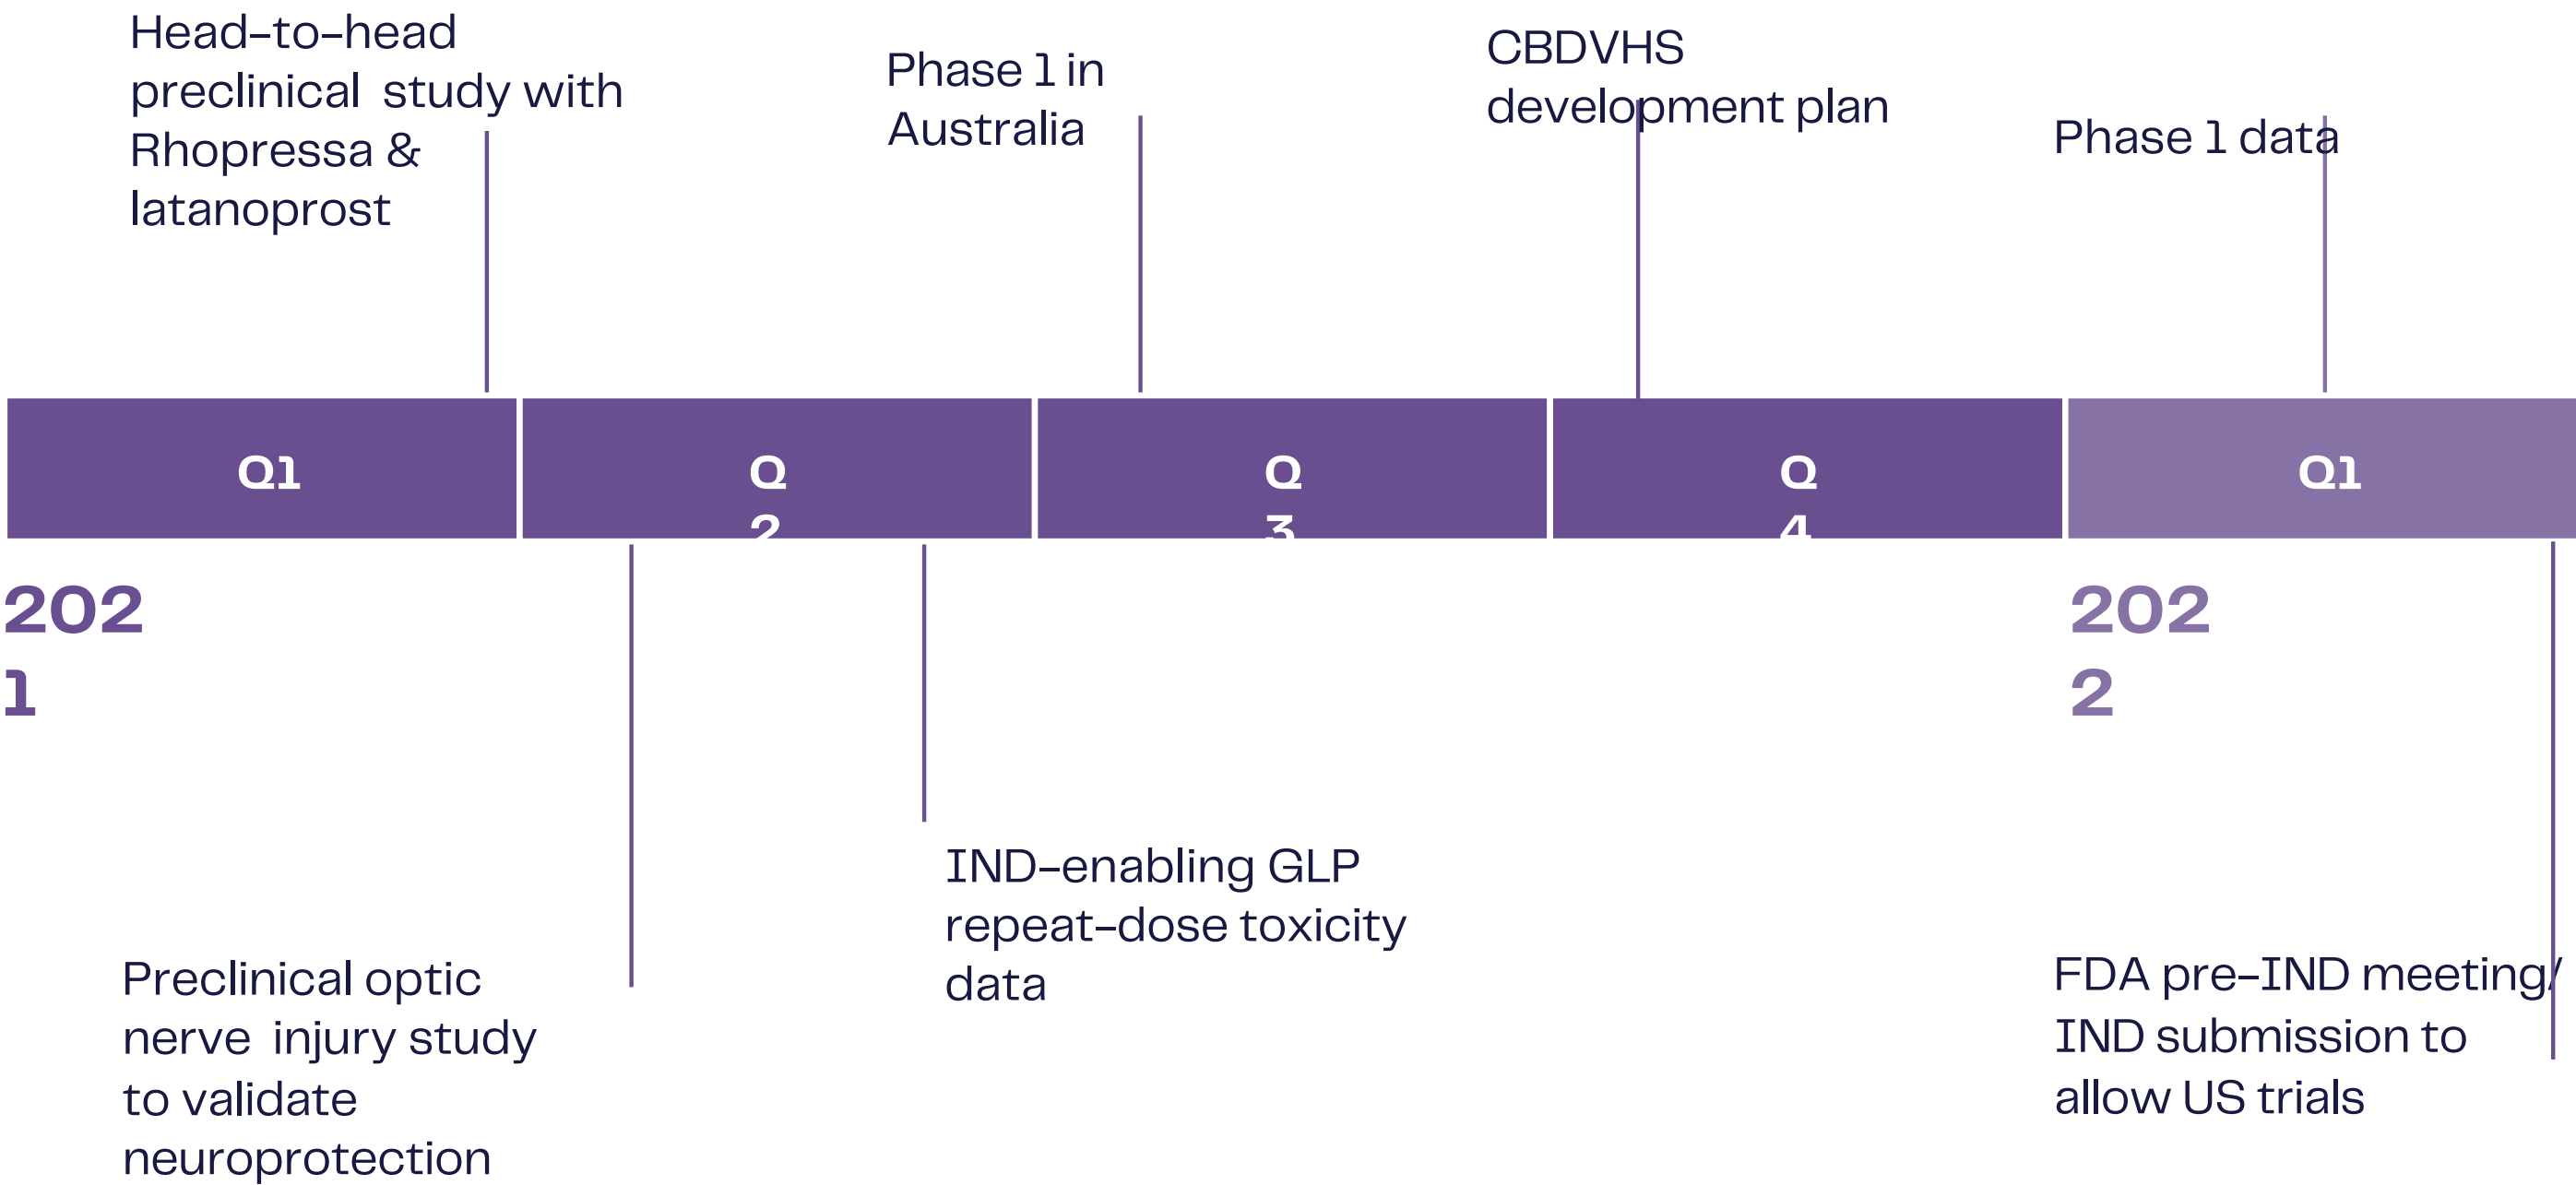 Head-to-head
preclinical  study with
Rhopressa &
latanoprost
Phase 1 in
Australia
CBDVHS
development plan
Phase 1 data
Q1
Q
2
Q
3
Q
4
Q1
202
1
202
2
Preclinical optic
nerve  injury study
to validate
neuroprotection
IND-enabling GLP
repeat-dose toxicity
data
FDA pre-IND meeting/
IND submission to
allow US trials